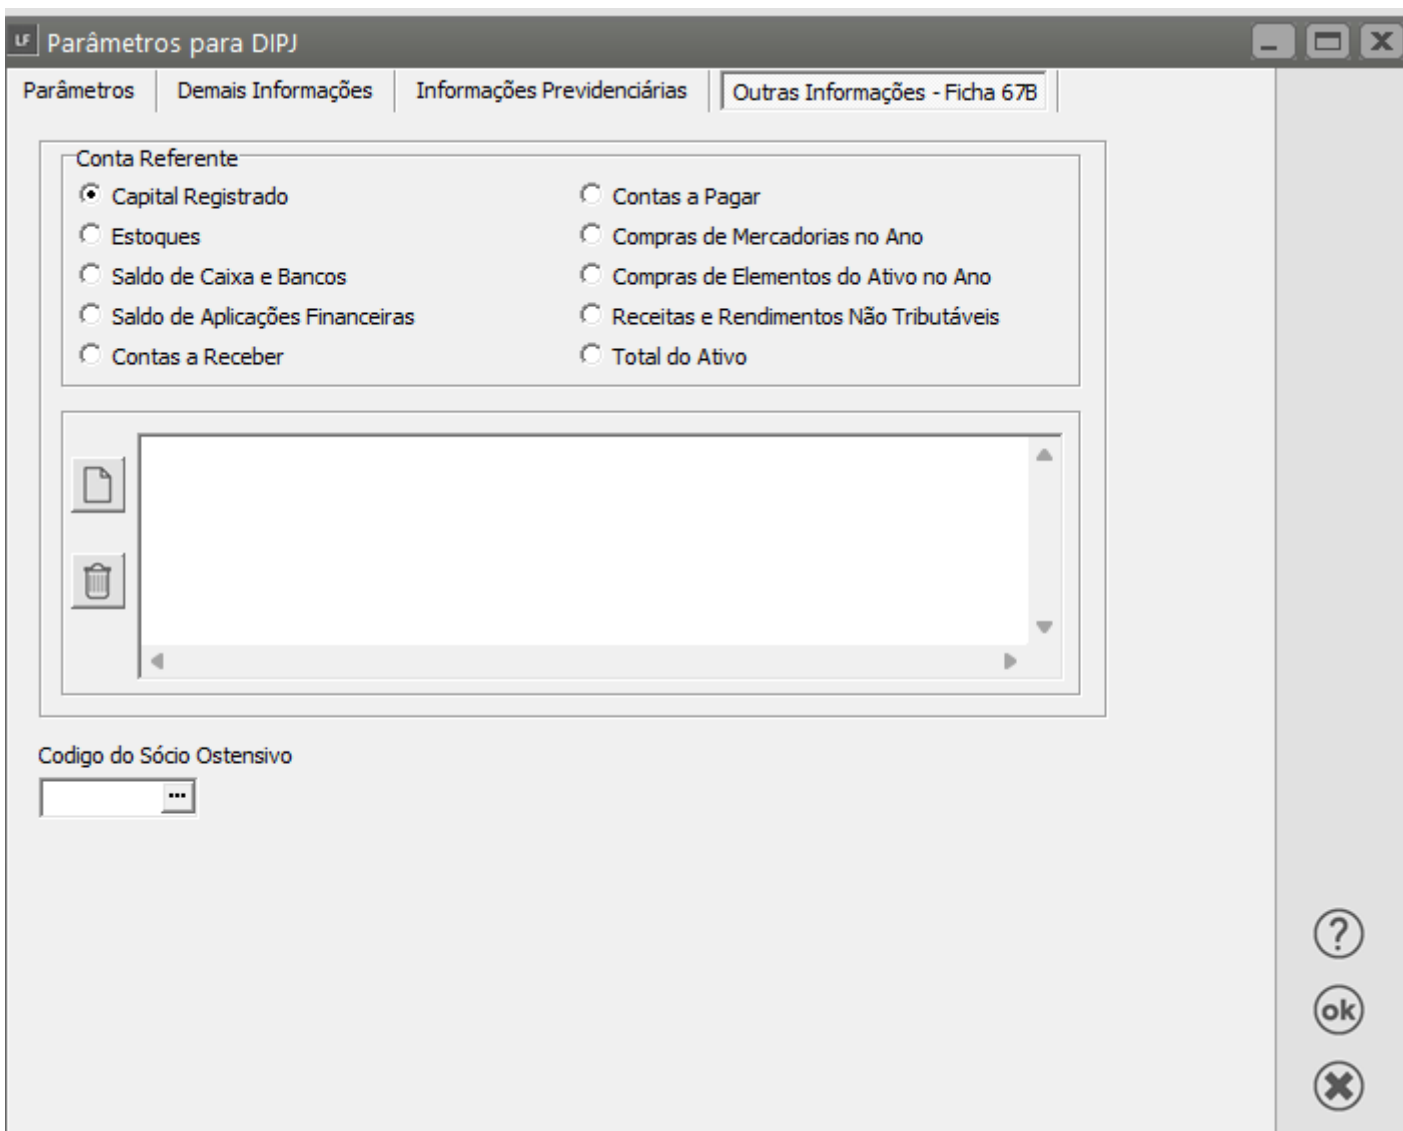 LF Parâmetros para DIPJ
Parâmetros Demais Informações Informações Previdenciárias Outras Informações - Ficha 67B
Conta Referente
Capital Registrado
Estoques
Saldo de Caixa e Bancos
Saldo de Aplicações Financeiras
Contas a Receber
Contas a Pagar
Compras de Mercadorias no Ano
Compras de Elementos do Ativo no Ano
Receitas e Rendimentos Não Tributáveis
Total do Ativo
Codigo do Sócio Ostensivo
...
?
ok